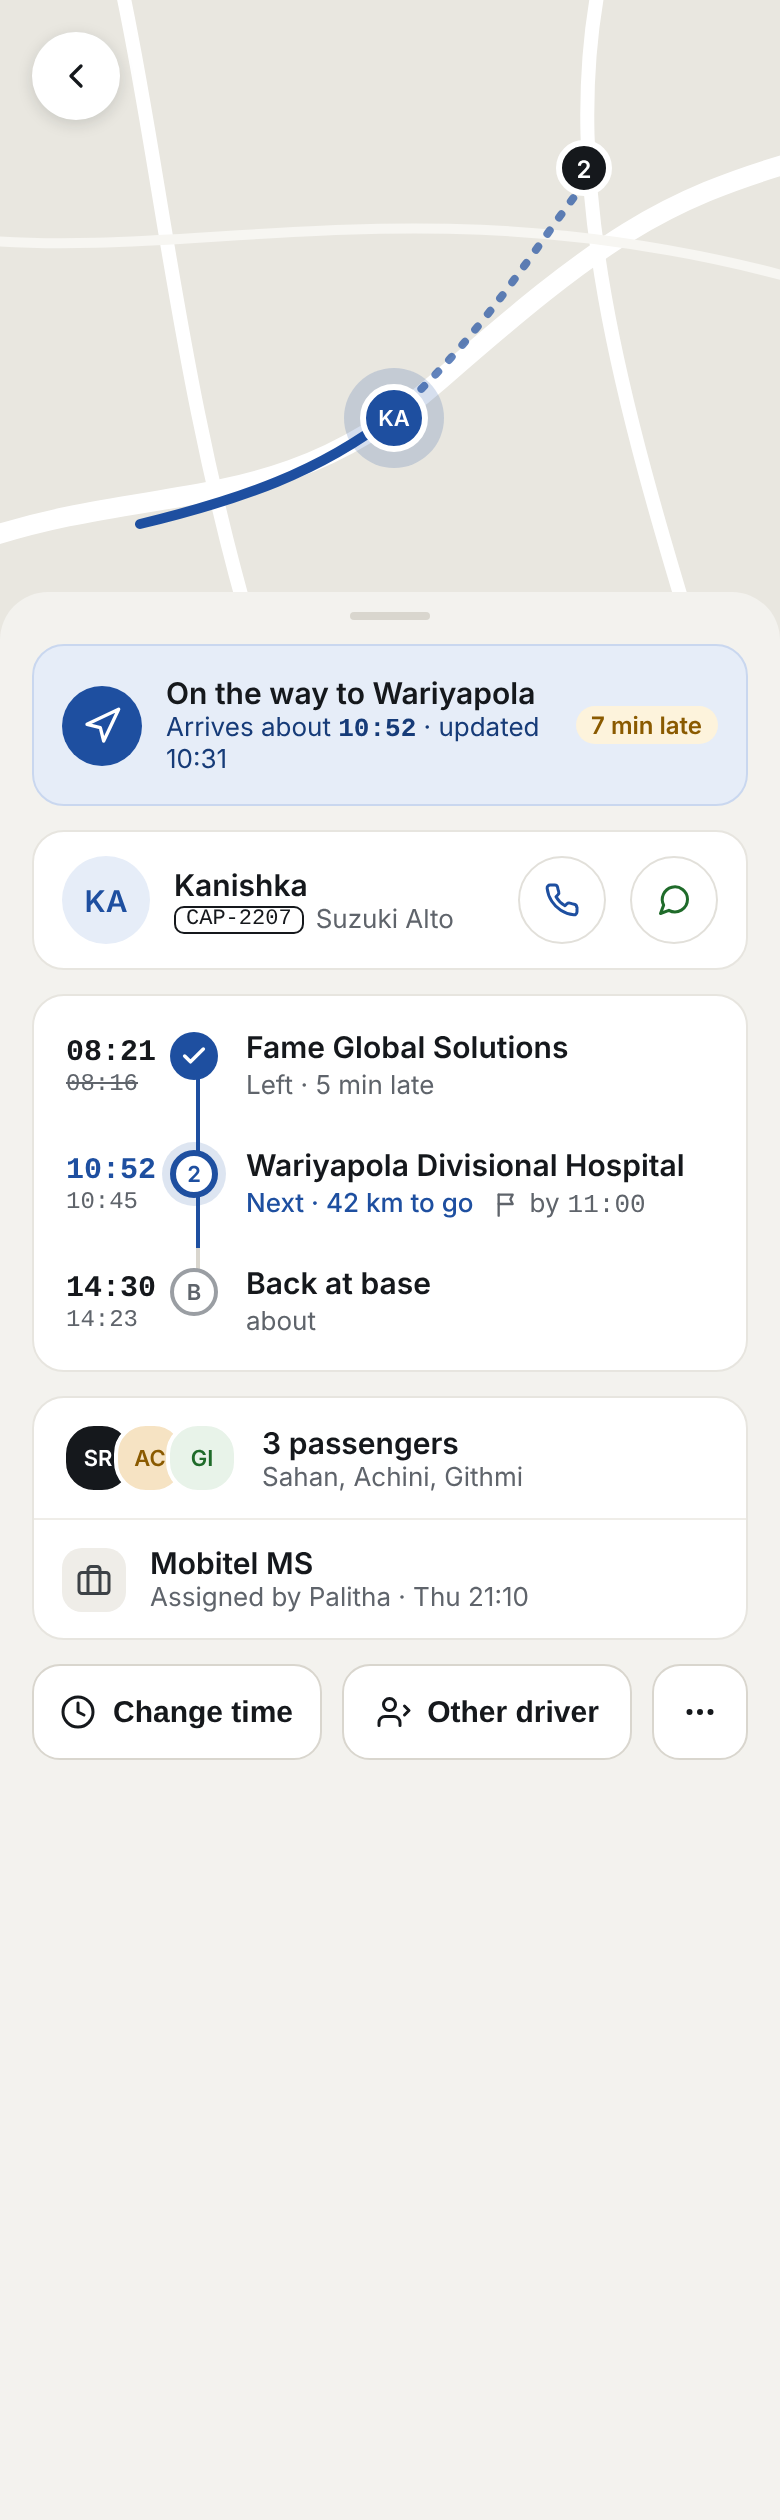 2
KA
On the way to Wariyapola
Arrives about 10:52 · updated
10:31
7 min late
KA
Kanishka
CAP-2207 Suzuki Alto
08:21 Fame Global Solutions
08:16 Left · 5 min late
10:52 2 Wariyapola Divisional Hospital
10:45 Next · 42 km to go by 11:00
14:30 B Back at base
14:23 about
SR AC GI 3 passengers
Sahan, Achini, Githmi
Mobitel MS
Assigned by Palitha · Thu 21:10
Change time Other driver